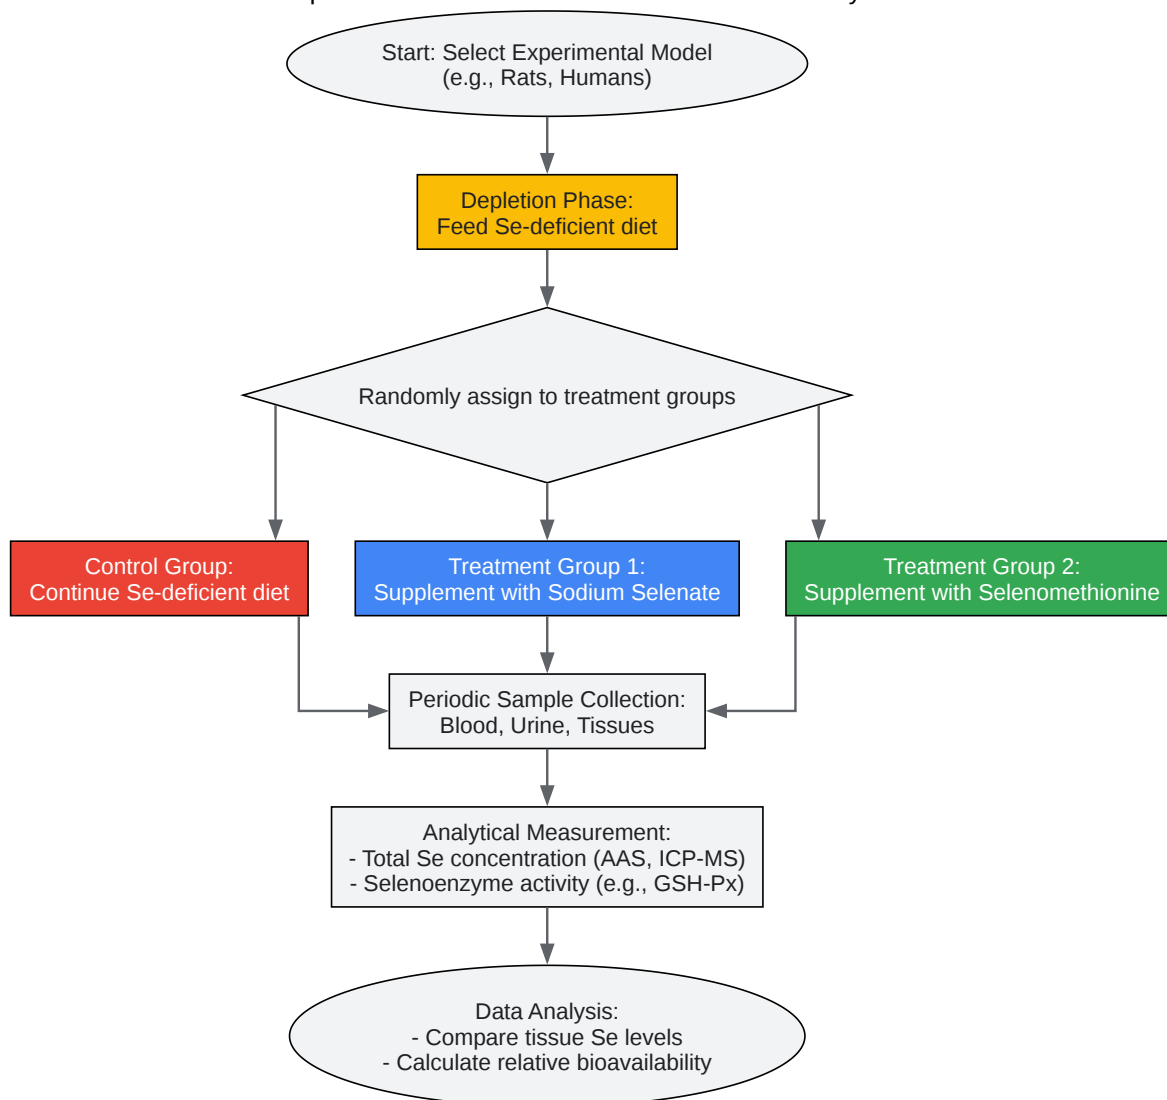 Start: Select Experimental Model
(e.g., Rats, Humans)
Depletion Phase:
Feed Se-deficient diet
Randomly assign to treatment groups
Control Group:
Continue Se-deficient diet
Treatment Group 1:
Supplement with Sodium Selenate
Treatment Group 2:
Supplement with Selenomethionine
Periodic Sample Collection:
Blood, Urine, Tissues
Analytical Measurement:
- Total Se concentration (AAS, ICP-MS)
- Selenoenzyme activity (e.g., GSH-Px)
Data Analysis:
- Compare tissue Se levels
- Calculate relative bioavailability